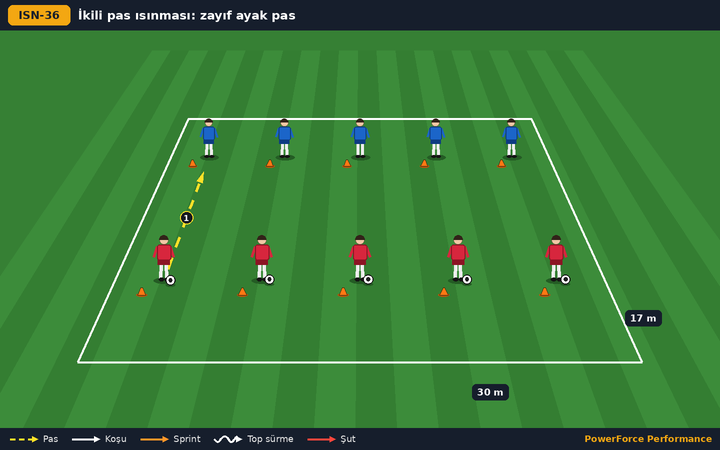 ISN-36 İkili pas ısınması: zayıf ayak pas
1
17 m
30 m
Pas Koşu Sprint Top sürme Şut PowerForce Performance